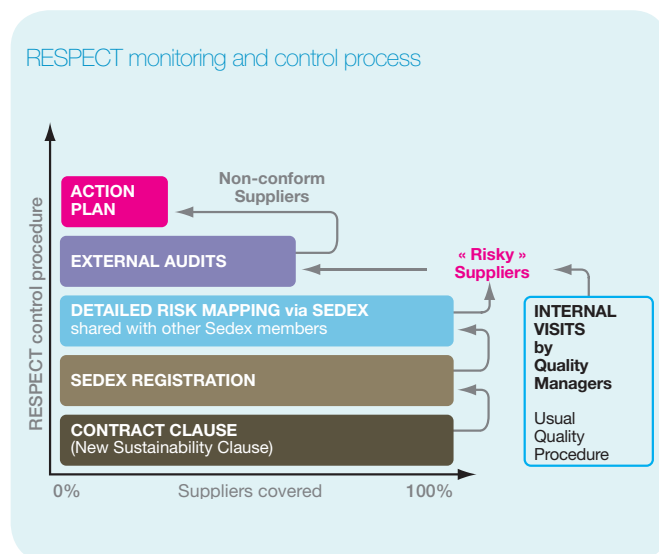 RESPECT monitoring and control process
RESPECT control procedure
ACTION
PLAN
Non-conform
Suppliers
EXTERNAL AUDITS
« Risky »
Suppliers
DETAILED RISK MAPPING via SEDEX
shared with other Sedex members
SEDEX REGISTRATION
CONTRACT CLAUSE
(New Sustainability Clause)
INTERNAL
VISITS
by
Quality
Managers
Usual
Quality
Procedure
0%
Suppliers covered
100%